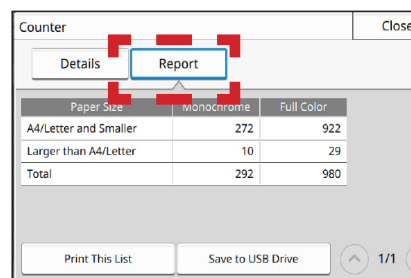 Counter Close
Details Report
Paper Size Monochrome Full Color
A4/Letter and Smaller 272 922
Larger than A4/Letter 10 29
Total 292 980
Print This List Save to USB Drive 1/1